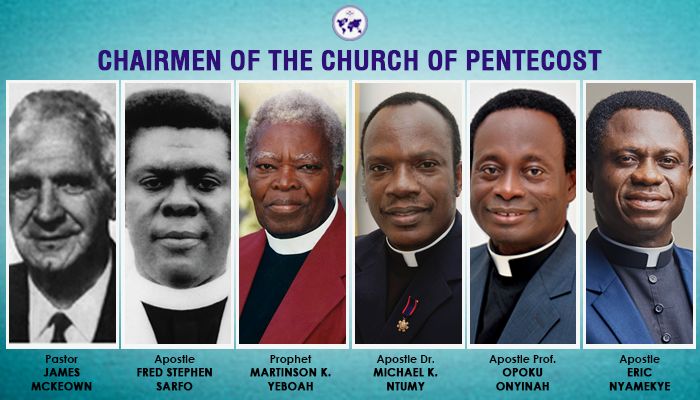 CHAIRMEN OF THE CHURCH OF PENTECOST
Pastor
JAMES
MCKEOWN
Apostle
FRED STEPHEN
SARFO
Prophet
MARTINSON K.
YEBOAH
Apostle Dr.
MICHAEL K.
NTUMY
Apostle Prof.
OPOKU
ONYINAH
Apostle
ERIC
NYAMEKYE